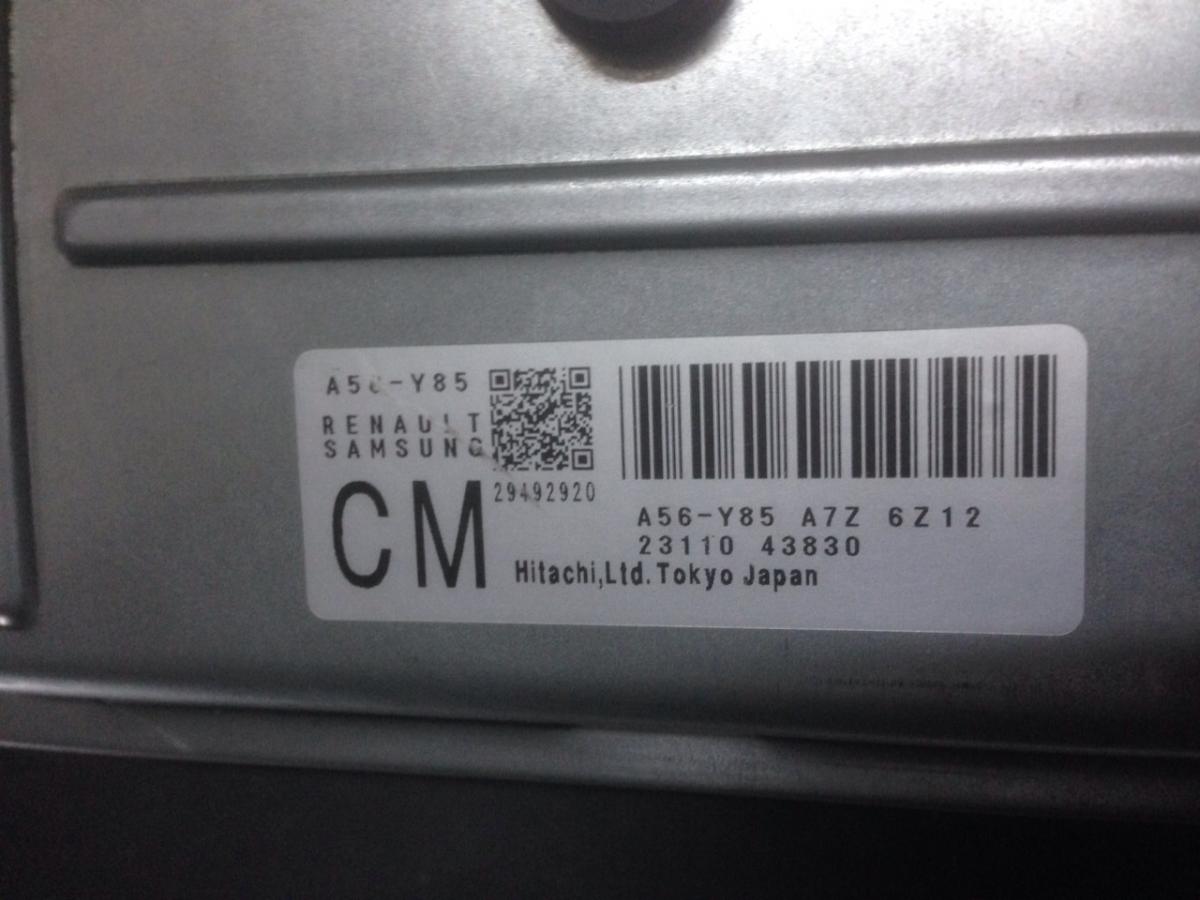 A56-Y85
RENAULT
SAMSUNG
CM
29492920
A56-Y85 A7Z 6Z12
23110 43830
Hitachi,Ltd. Tokyo Japan